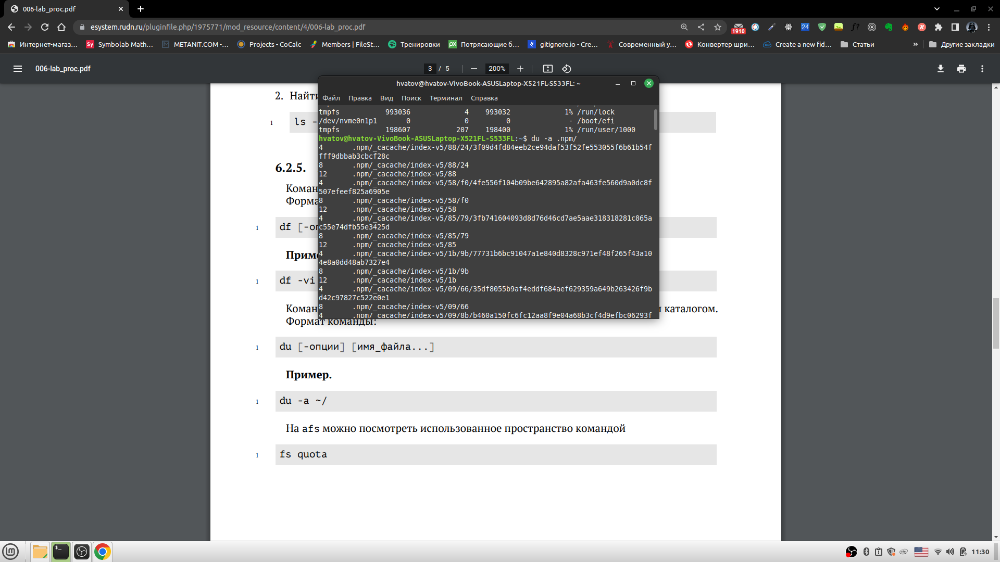 006-lab_proc.pdf
esystem.rudn.ru/pluginfile.php/1975771/mod_resource/content/4/006-lab_proc.pdf
1910
24
f?
Интернет-магаз...
Sy Symbolab Math...
METANIT.COM -...
Projects - CoCalc
Members | FileSt...
Тренировки
PX Потрясающие б...
gitignore.io - Cre...
Современный у...
Конвертер шри...
Create a new fid...
Статьи
»
Другие закладки
006-lab_proc.pdf
3 / 5
200%
hvatov@hvatov-VivoBook-ASUSLaptop-X521FL-S533FL: ~
Файл Правка Вид Поиск Терминал Справка
tmpfs 993036 4 993032 1% /run/lock
/dev/nvme0n1p1 0 0 0 - /boot/efi
tmpfs 198607 207 198400 1% /run/user/1000
hvatov@hvatov-VivoBook-ASUSLaptop-X521FL-S533FL:~$ du -a .npm/
4 .npm/_cacache/index-v5/88/24/3f09d4fd84eeb2ce94daf53f52fe553055f6b61b54f
fff9dbbab3cbcf28c
8 .npm/_cacache/index-v5/88/24
12 .npm/_cacache/index-v5/88
4 .npm/_cacache/index-v5/58/f0/4fe556f104b09be642895a82afa463fe560d9a0dc8f
507efeef825a6905e
8 .npm/_cacache/index-v5/58/f0
12 .npm/_cacache/index-v5/58
4 .npm/_cacache/index-v5/85/79/3fb741604093d8d76d46cd7ae5aae318318281c865a
c55e74dfb55e3425d
8 .npm/_cacache/index-v5/85/79
12 .npm/_cacache/index-v5/85
4 .npm/_cacache/index-v5/1b/9b/77731b6bc91047a1e840d8328c971ef48f265f43a10
4e8a0dd48ab7327e4
8 .npm/_cacache/index-v5/1b/9b
12 .npm/_cacache/index-v5/1b
4 .npm/_cacache/index-v5/09/66/35df8055b9af4eddf684aef629359a649b263426f9b
d42c97827c522e0e1
8 .npm/_cacache/index-v5/09/66
4 .npm/_cacache/index-v5/09/8b/b460a150fc6fc12aa8f9e04a68b3cf4d9efbc06293f
2. Найти
1 ls -
6.2.5.
Коман
Форма
1 df [-оп
Приме
1 df -vi
Коман
и каталогом.
Формат команды:
1 du [-опции] [имя_файла...]
Пример.
1 du -a ~/
На afs можно посмотреть использованное пространство командой
1 fs quota
11:30